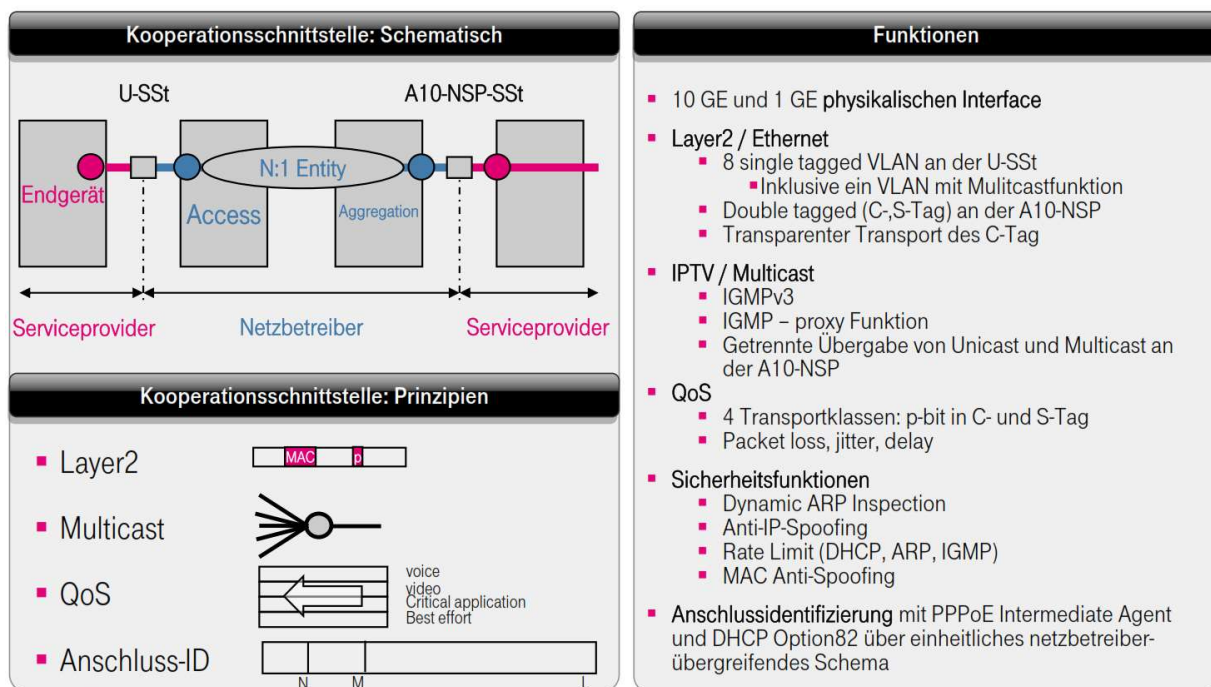 Kooperationsschnittstelle: Schematisch
U-SSt
A10-NSP-SSt
N:1 Entity
Endgerät
Access
Aggregation
Serviceprovider
Netzbetreiber
Serviceprovider
Kooperationsschnittstelle: Prinzipien
Layer2
MAC
p
Multicast
QoS
voice
video
Critical application
Best effort
Anschluss-ID
N
M
L
Funktionen
10 GE und 1 GE physikalischen Interface
Layer2 / Ethernet
8 single tagged VLAN an der U-SSt
Inklusive ein VLAN mit Mulitcastfunktion
Double tagged (C-,S-Tag) an der A10-NSP
Transparenter Transport des C-Tag
IPTV / Multicast
IGMPv3
IGMP – proxy Funktion
Getrennte Übergabe von Unicast und Multicast an
der A10-NSP
QoS
4 Transportklassen: p-bit in C- und S-Tag
Packet loss, jitter, delay
Sicherheitsfunktionen
Dynamic ARP Inspection
Anti-IP-Spoofing
Rate Limit (DHCP, ARP, IGMP)
MAC Anti-Spoofing
Anschlussidentifizierung mit PPPoE Intermediate Agent
und DHCP Option82 über einheitliches netzbetreiber-
übergreifendes Schema